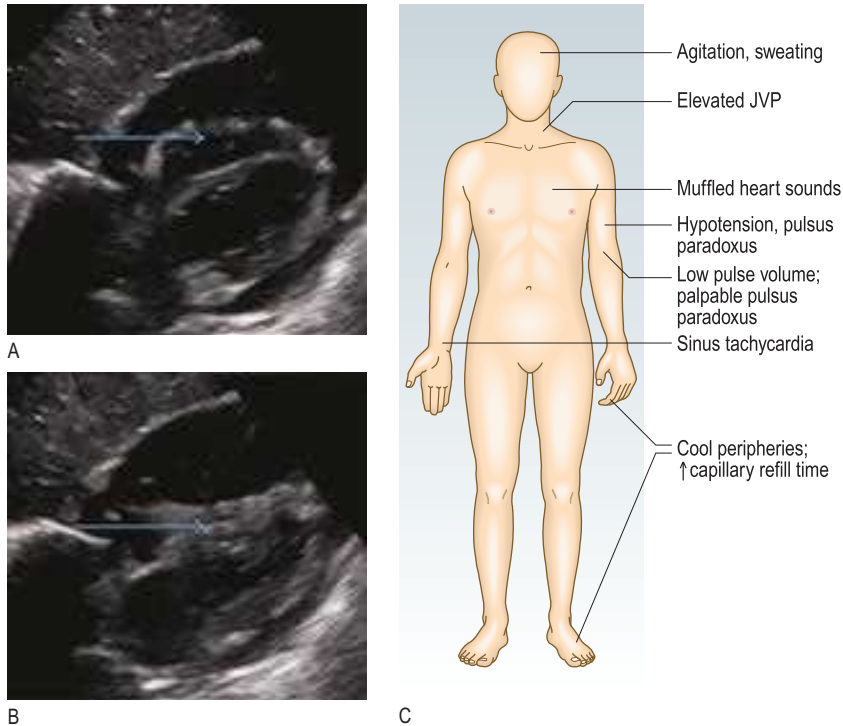 Agitation, sweating
Elevated JVP
Muffled heart sounds
Hypotension, pulsus
paradoxus
Low pulse volume;
palpable pulsus
paradoxus
Sinus tachycardia
A
Cool peripheries;
↑capillary refill time
B
C